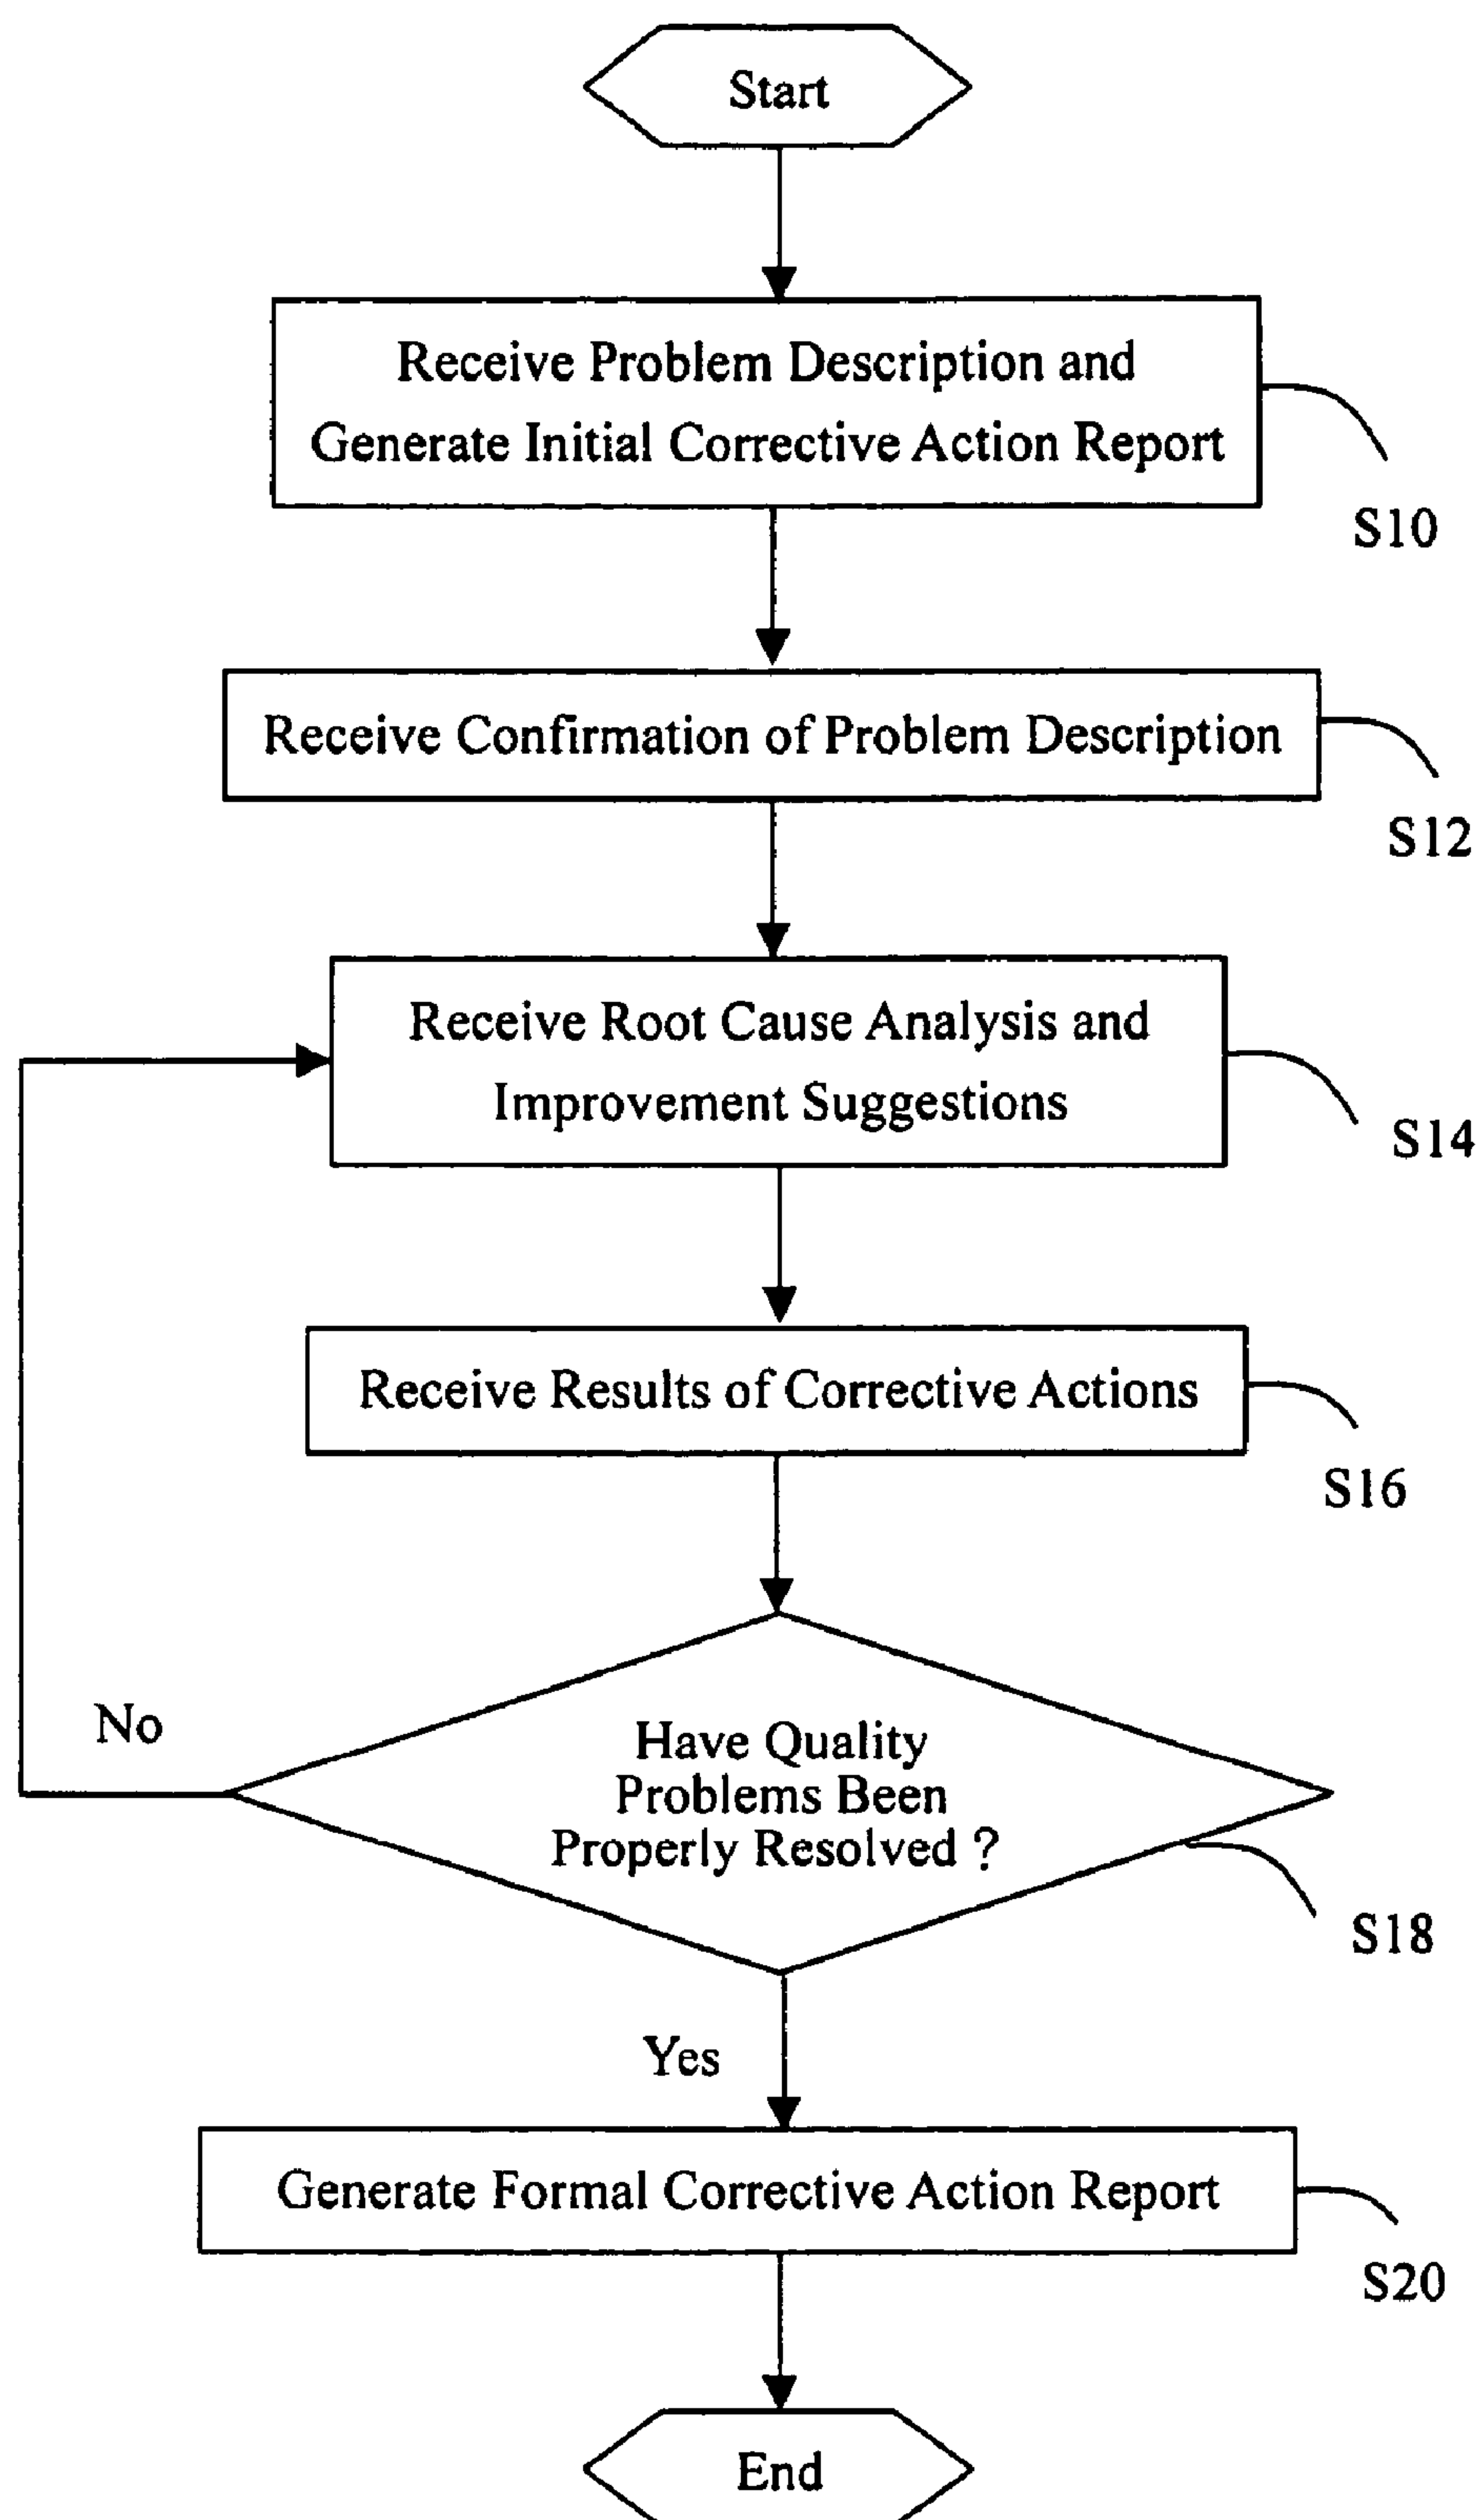 Start
Receive Problem Description and
Generate Initial Corrective Action Report
S10
Receive Confirmation of Problem Description
S12
Receive Root Cause Analysis and
Improvement Suggestions
S14
Receive Results of Corrective Actions
S16
No
Have Quality
Problems Been
Properly Resolved ?
S18
Yes
Generate Formal Corrective Action Report
S20
End